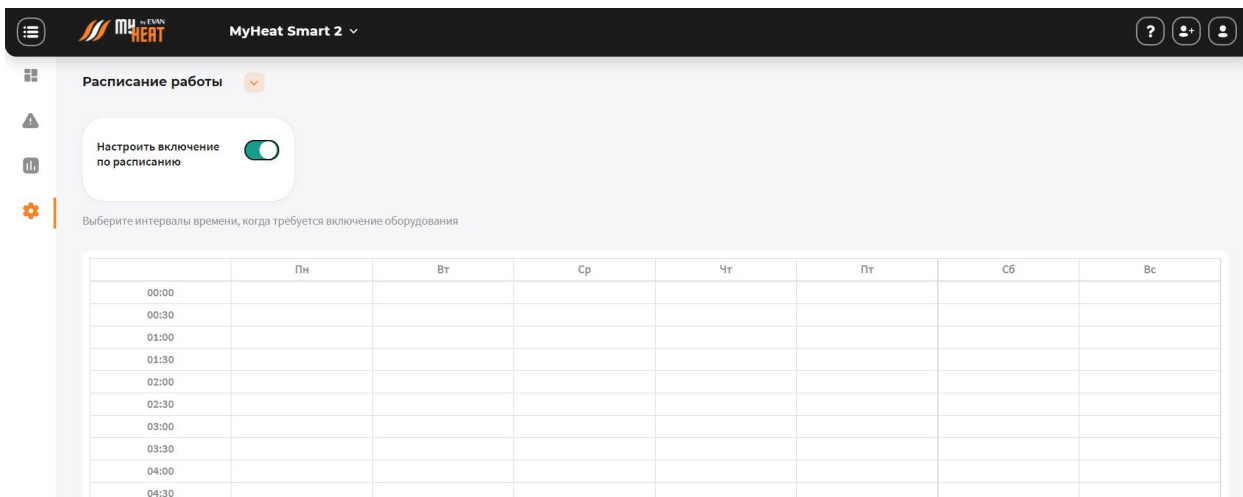 MY by EVAN
HEAT
MyHeat Smart 2
?
Расписание работы
Настроить включение
по расписанию
Выберите интервалы времени, когда требуется включение оборудования
Пн Вт Ср Чт Пт Сб Вс
00:00
00:30
01:00
01:30
02:00
02:30
03:00
03:30
04:00
04:30